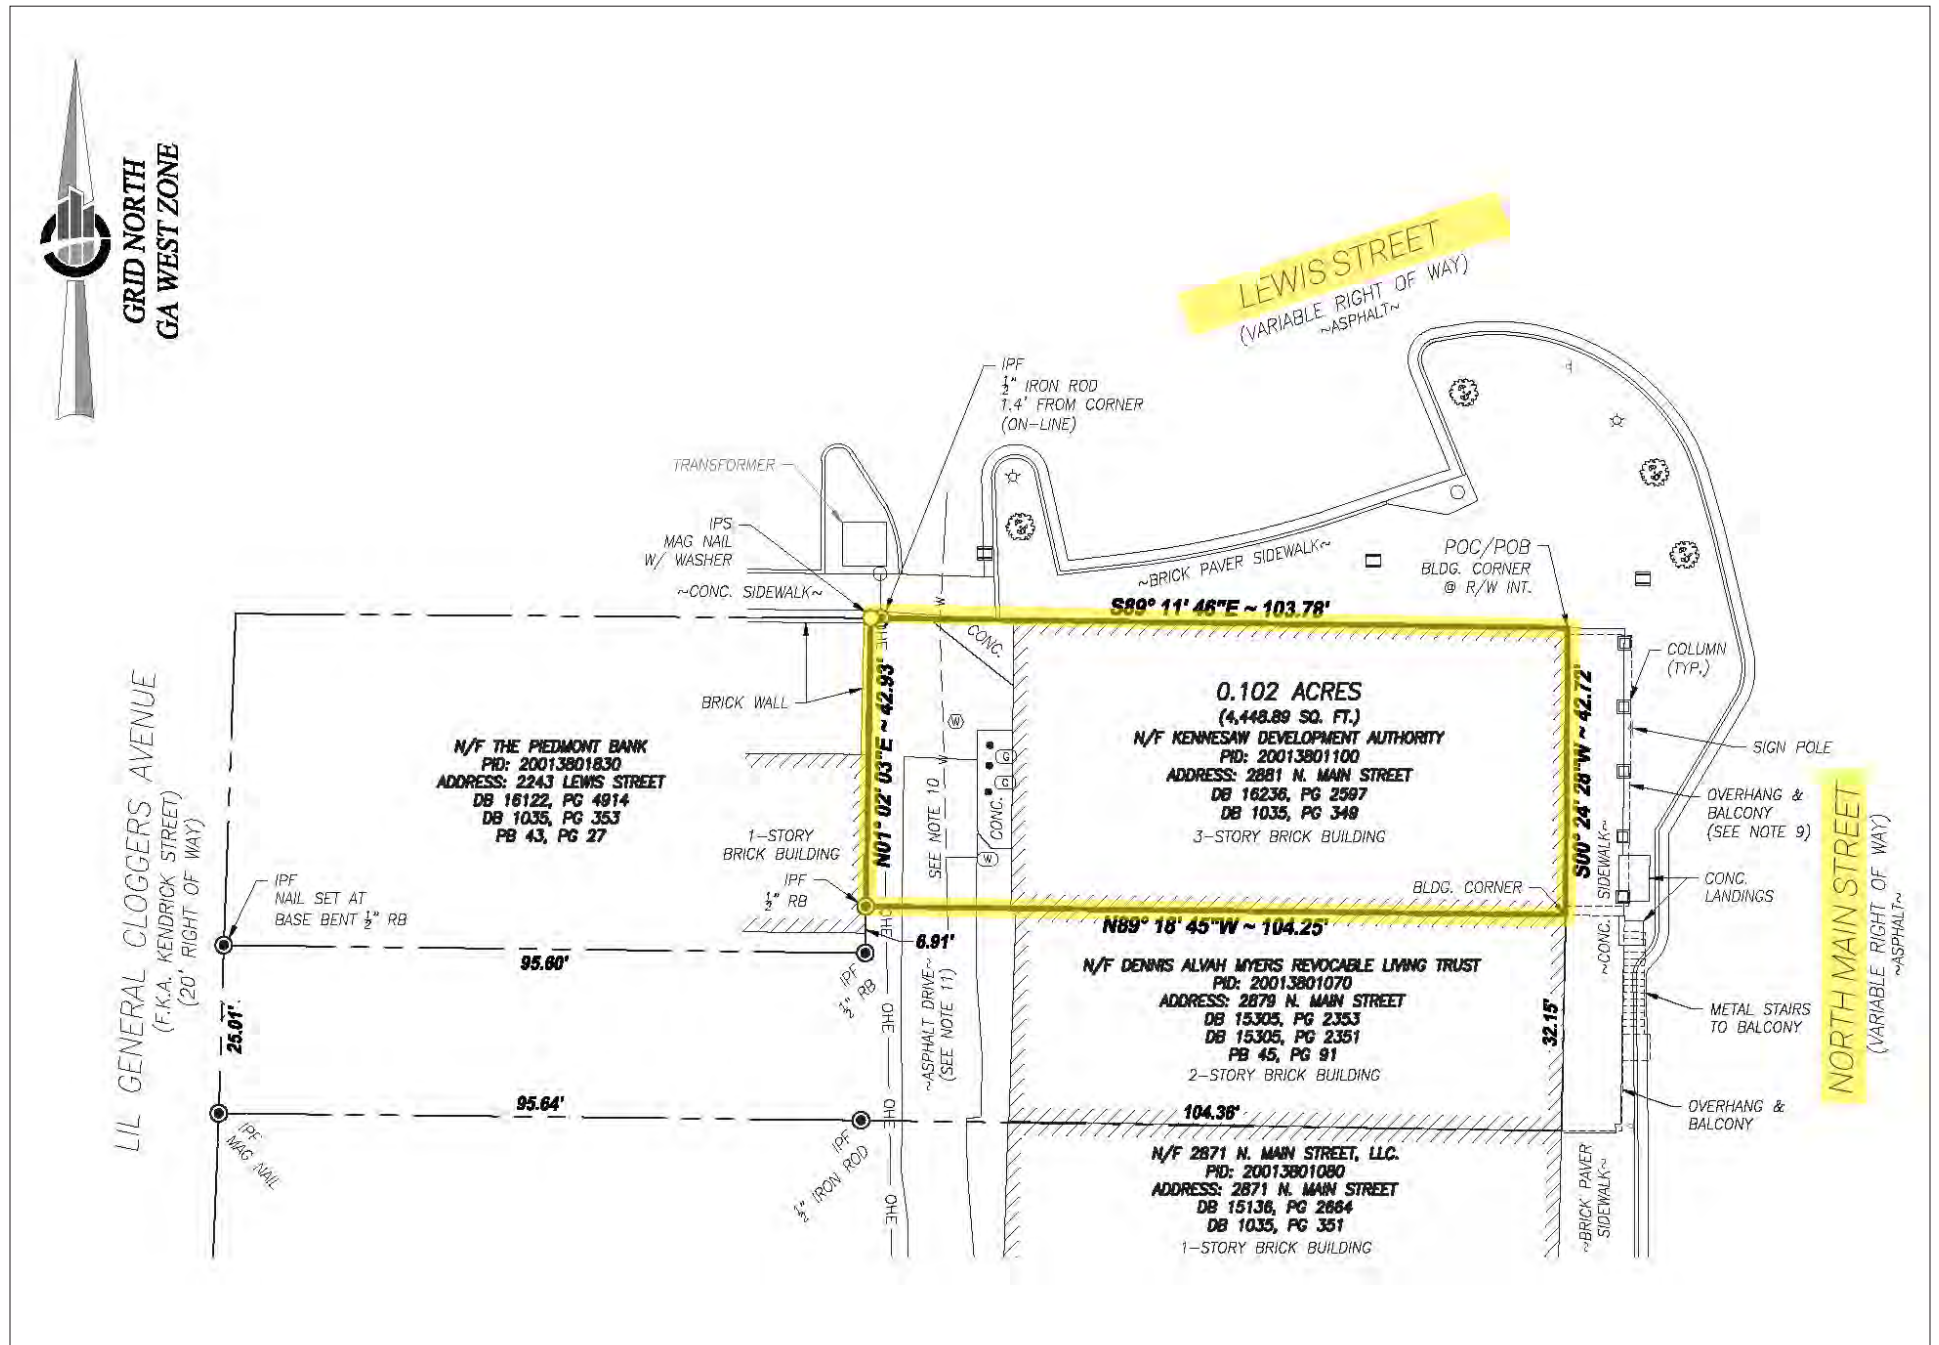 GRID NORTH
GA WEST ZONE
LEWIS STREET
(VARIABLE RIGHT OF WAY)
~ASPHALT~
IPF
½" IRON ROD
1.4' FROM CORNER
(ON-LINE)
TRANSFORMER
IPS
MAG NAIL
W/ WASHER
~CONC. SIDEWALK~
~BRICK PAVER SIDEWALK~
POC/POB
BLDG. CORNER
@ R/W INT.
S89° 11' 46"E ~ 103.78'
W
OHE
CONC.
COLUMN
(TYP.)
BRICK WALL
N01° 02' 03"E ~ 42.93'
0.102 ACRES
(4,448.89 SQ. FT.)
N/F KENNESAW DEVELOPMENT AUTHORITY
PID: 20013801100
ADDRESS: 2881 N. MAIN STREET
DB 16236, PG 2597
DB 1035, PG 349
3-STORY BRICK BUILDING
S00° 24' 28"W ~ 42.72'
SIGN POLE
OVERHANG &
BALCONY
(SEE NOTE 9)
NORTH MAIN STREET
(VARIABLE RIGHT OF WAY)
~ASPHALT~
LIL GENERAL CLOGGERS AVENUE
(F.K.A. KENDRICK STREET)
(20' RIGHT OF WAY)
N/F THE PIEDMONT BANK
PID: 20013801830
ADDRESS: 2243 LEWIS STREET
DB 16122, PG 4914
DB 1035, PG 353
PB 43, PG 27
1-STORY
BRICK BUILDING
W
W
G
G
CONC.
W
SEE NOTE 10
IPF
NAIL SET AT
BASE BENT ½" RB
IPF
½" RB
BLDG. CORNER
CONC.
LANDINGS
~CONC. SIDEWALK~
N89° 18' 45"W ~ 104.25'
OHE
6.91'
95.60'
IPF
½" RB
~ASPHALT DRIVE~
(SEE NOTE 11)
N/F DENNIS ALVAH MYERS REVOCABLE LIVING TRUST
PID: 20013801070
ADDRESS: 2879 N. MAIN STREET
DB 15305, PG 2353
DB 15305, PG 2351
PB 45, PG 91
2-STORY BRICK BUILDING
32.15'
METAL STAIRS
TO BALCONY
25.01'
OHE
OHE
95.64'
104.36'
OVERHANG &
BALCONY
IPF
MAG NAIL
IPF
½" IRON ROD
OHE
N/F 2871 N. MAIN STREET, LLC.
PID: 20013801080
ADDRESS: 2871 N. MAIN STREET
DB 15136, PG 2664
DB 1035, PG 351
1-STORY BRICK BUILDING
~BRICK PAVER
SIDEWALK~